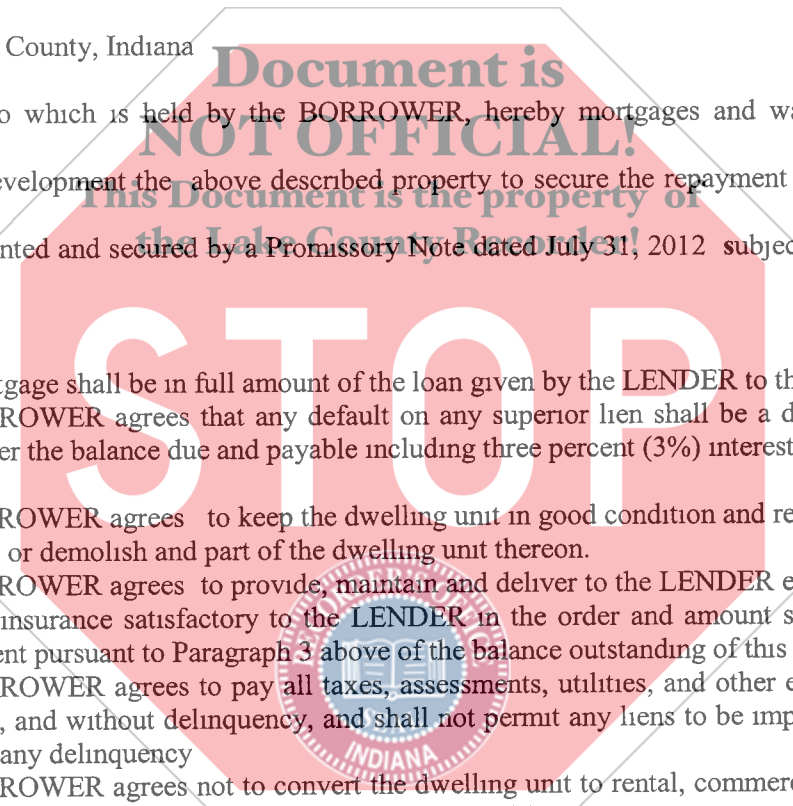 County, Indiana
Document is
o which is held by the BORROWER, hereby mortgages and wa
NOT OFFICIAL!
evelopment the above described property to secure the repayment
This Document is the property of
nted and secured by a Promissory Note dated July 31, 2012 subjec
the Lake County Recorder!
STOP
tgage shall be in full amount of the loan given by the LENDER to th
ROWER agrees that any default on any superior lien shall be a d
er the balance due and payable including three percent (3%) interest
ROWER agrees to keep the dwelling unit in good condition and re
or demolish and part of the dwelling unit thereon.
ROWER agrees to provide, maintain and deliver to the LENDER e
insurance satisfactory to the LENDER in the order and amount s
ent pursuant to Paragraph 3 above of the balance outstanding of this
ROWER agrees to pay all taxes, assessments, utilities, and other e
, and without delinquency, and shall not permit any liens to be imp
any delinquency
INDIANA
ROWER agrees not to convert the dwelling unit to rental, commerc